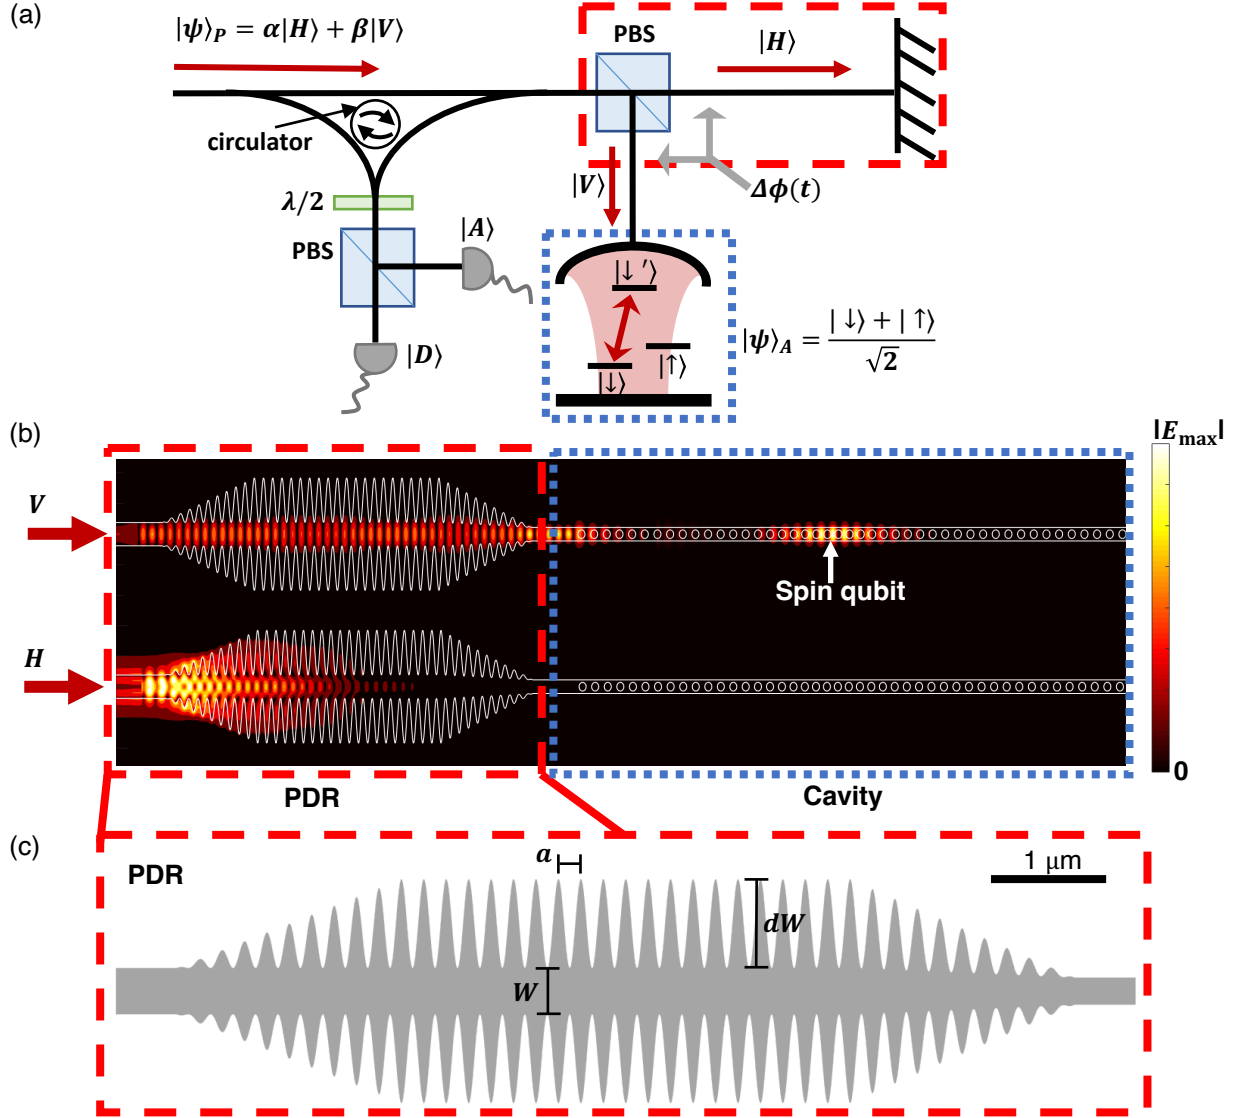 (a)
|ψ⟩P = α|H⟩ + β|V⟩
PBS
|H⟩
circulator
|V⟩
Δϕ(t)
λ/2
PBS
|A⟩
|D⟩
|↓ ′⟩
|↑⟩
|↓⟩
|ψ⟩A = |↓⟩ + |↑⟩ / √2
(b)
|Emax|
V
Spin qubit
H
0
PDR
Cavity
(c)
PDR
a
1 μm
dW
W